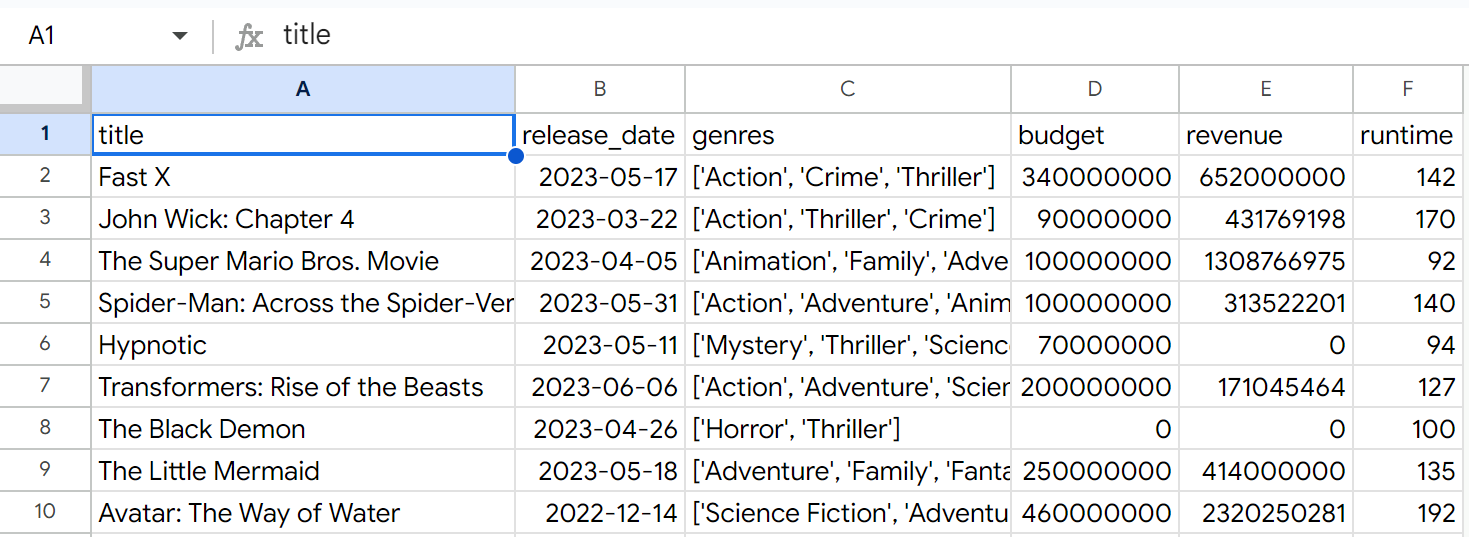 A1 fx title
A B C D E F
1 title release_date genres budget revenue runtime
2 Fast X 2023-05-17 ['Action', 'Crime', 'Thriller'] 340000000 652000000 142
3 John Wick: Chapter 4 2023-03-22 ['Action', 'Thriller', 'Crime'] 90000000 431769198 170
4 The Super Mario Bros. Movie 2023-04-05 ['Animation', 'Family', 'Adve 100000000 1308766975 92
5 Spider-Man: Across the Spider-Ver 2023-05-31 ['Action', 'Adventure', 'Anim 100000000 313522201 140
6 Hypnotic 2023-05-11 ['Mystery', 'Thriller', 'Scienc 70000000 0 94
7 Transformers: Rise of the Beasts 2023-06-06 ['Action', 'Adventure', 'Scier 200000000 171045464 127
8 The Black Demon 2023-04-26 ['Horror', 'Thriller'] 0 0 100
9 The Little Mermaid 2023-05-18 ['Adventure', 'Family', 'Fanta 250000000 414000000 135
10 Avatar: The Way of Water 2022-12-14 ['Science Fiction', 'Adventu 460000000 2320250281 192